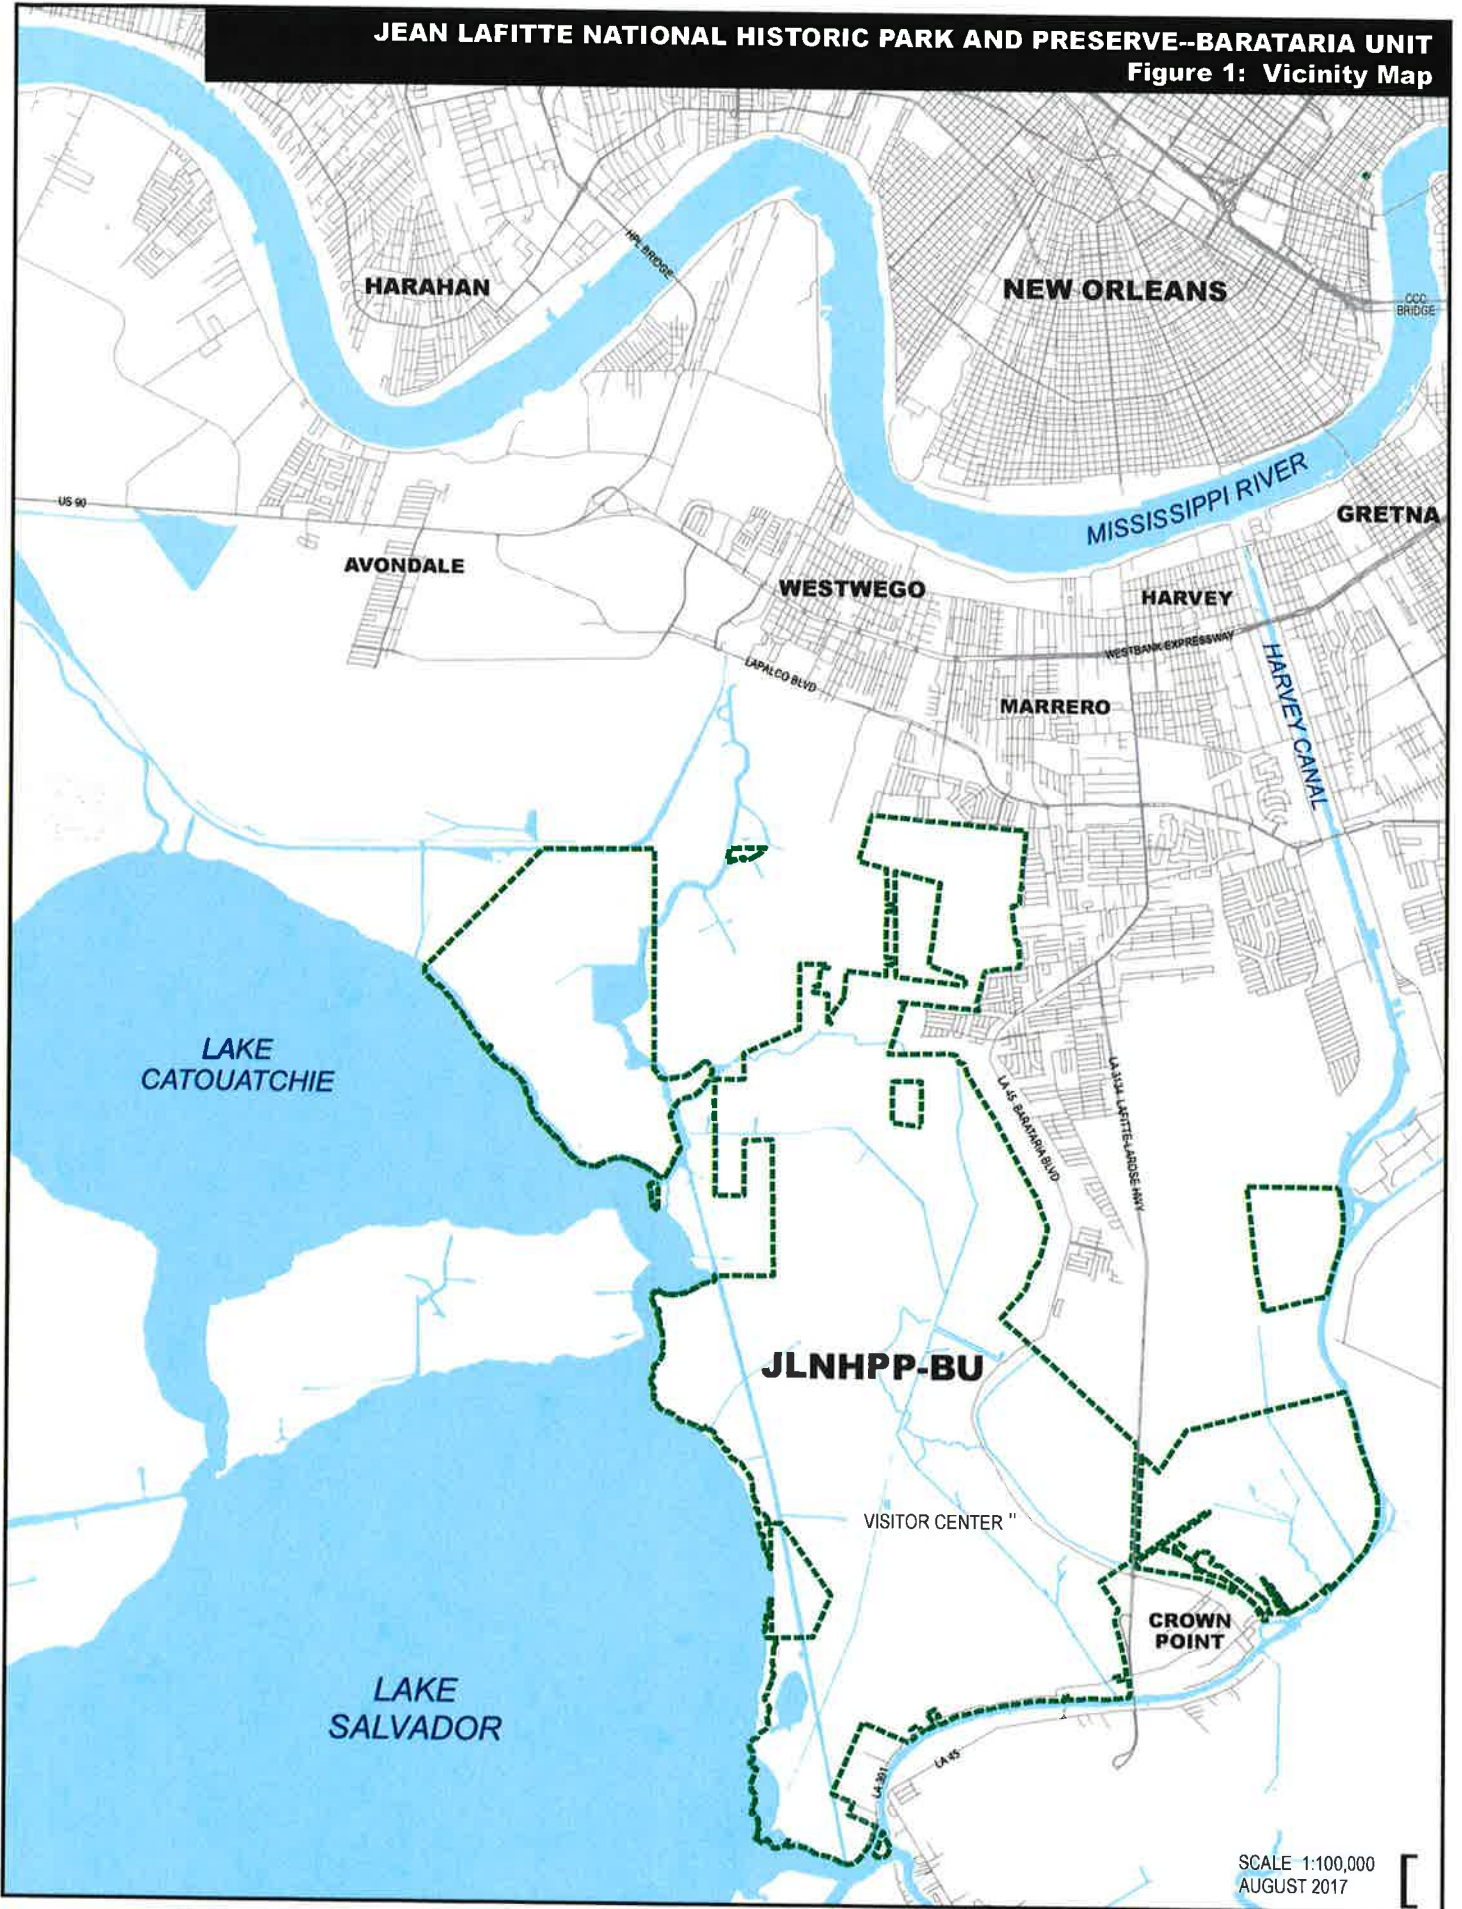 JEAN LAFITTE NATIONAL HISTORIC PARK AND PRESERVE--BARATARIA UNIT
Figure 1: Vicinity Map
HARAHAN
HPL BRIDGE
NEW ORLEANS
CCC
BRIDGE
MISSISSIPPI RIVER
GRETNA
US 90
AVONDALE
WESTWEGO
HARVEY
WESTBANK EXPRESSWAY
LAPALCO BLVD
HARVEY CANAL
MARRERO
LAKE
CATOUATCHIE
LA 45 BARATARIA BLVD
LA 3134 LAFITTE-LAROSE HWY
JLNHPP-BU
VISITOR CENTER "
CROWN
POINT
LAKE
SALVADOR
LA 45
LA 301
SCALE 1:100,000
AUGUST 2017
[